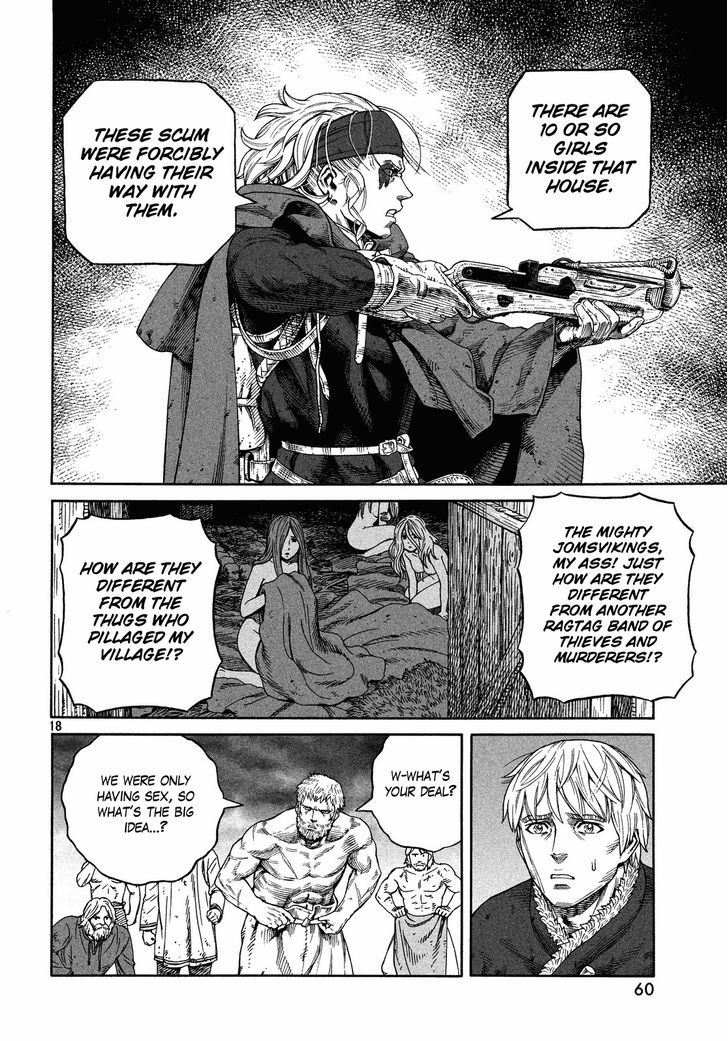 THERE ARE
10 OR SO
GIRLS
INSIDE THAT
HOUSE.
THESE SCUM
WERE FORCIBLY
HAVING THEIR
WAY WITH
THEM.
THE MIGHTY
JOMSVIKINGS,
MY ASS! JUST
HOW ARE THEY
DIFFERENT
FROM ANOTHER
RAGTAG BAND OF
THIEVES AND
MURDERERS!?
HOW ARE THEY
DIFFERENT
FROM THE
THUGS WHO
PILLAGED MY
VILLAGE!?
18
W-WHAT'S
YOUR DEAL?
WE WERE ONLY
HAVING SEX, SO
WHAT'S THE BIG
IDEA...?
60